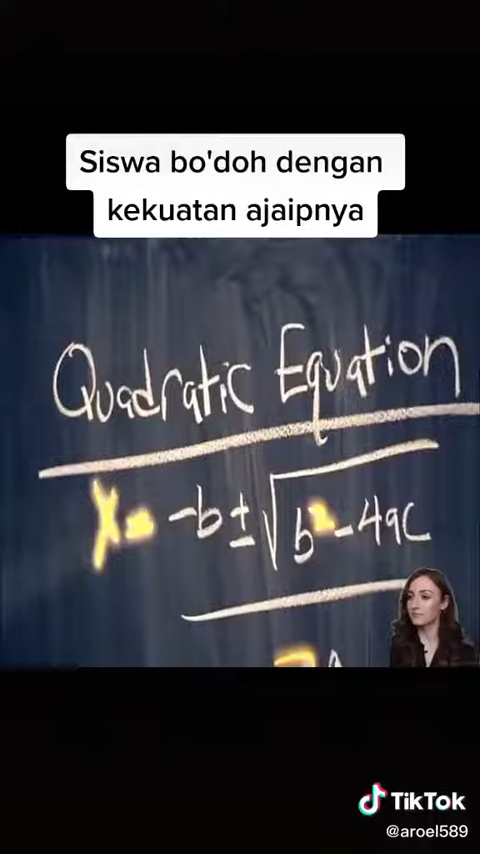 Siswa bo'doh dengan
kekuatan ajaipnya
Quadratic Equation
x = -b ± √b² - 4ac
TikTok
@aroel589